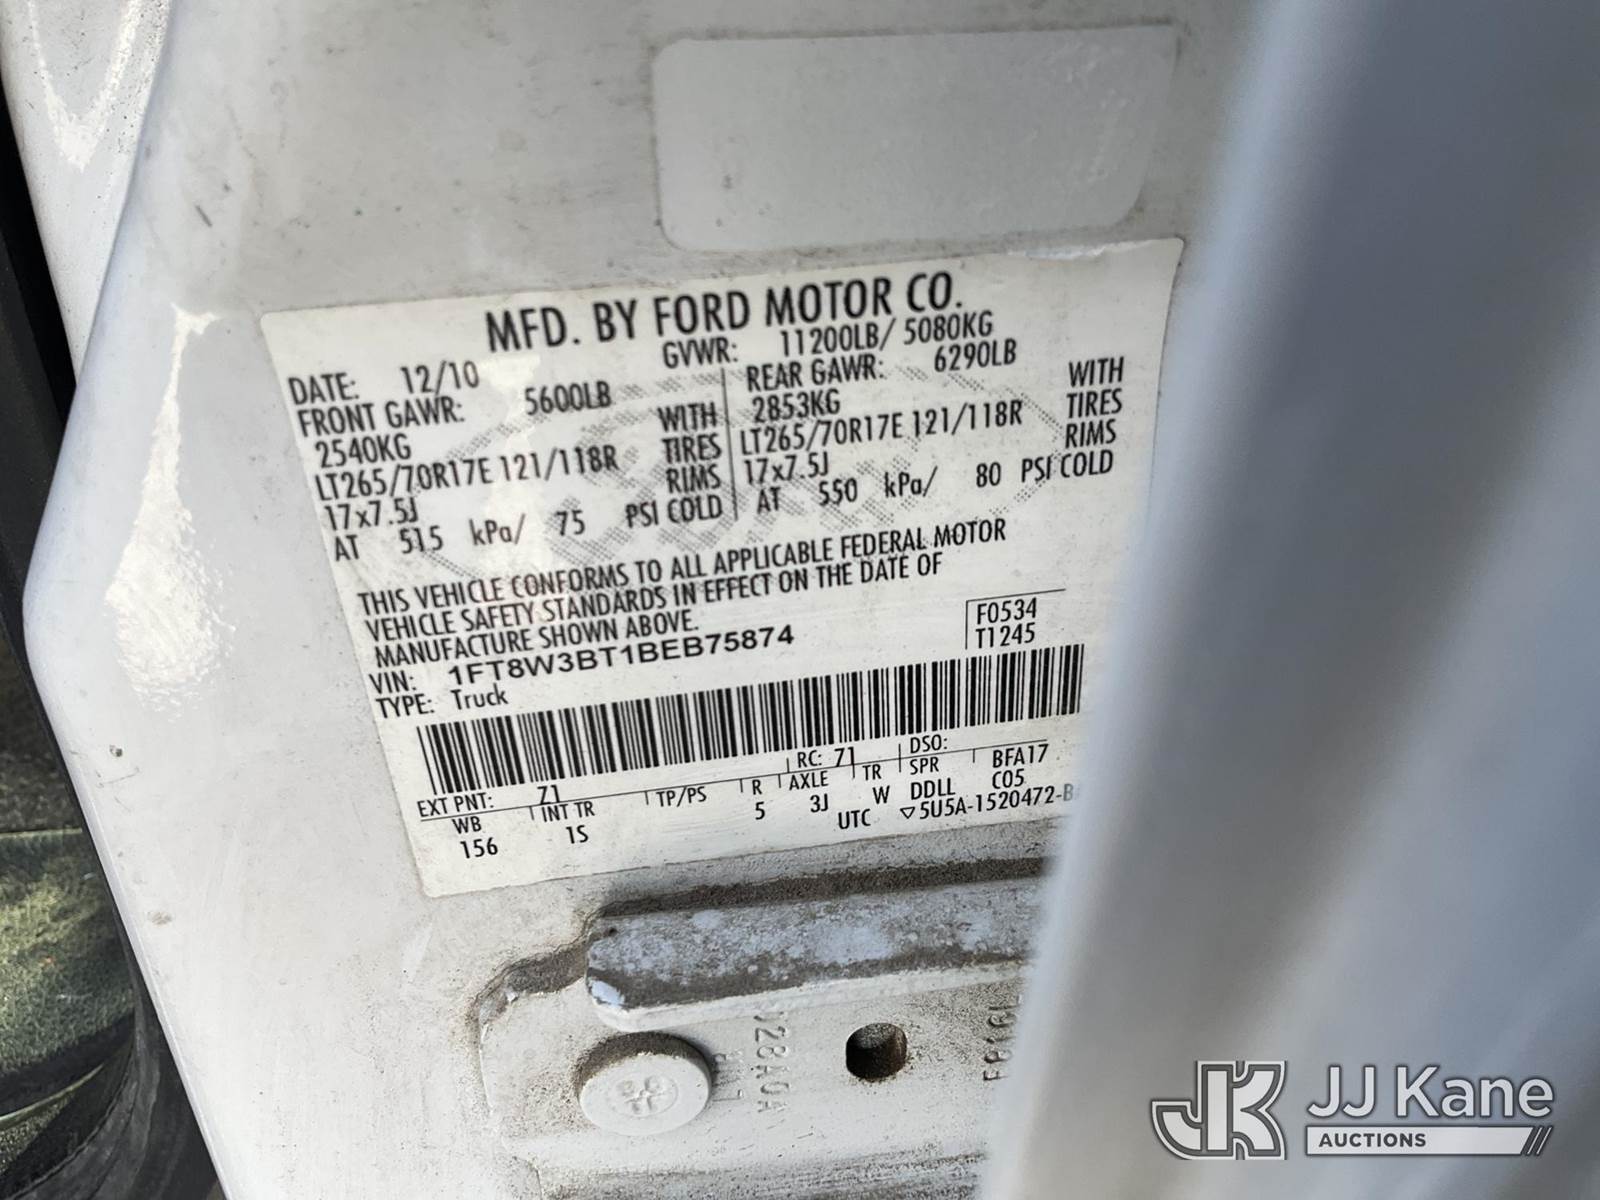 MFD. BY FORD MOTOR CO.
DATE: 12/10 GVWR: 11200LB/ 5080KG
FRONT GAWR: 5600LB REAR GAWR: 6290LB
2540KG WITH 2853KG WITH
LT265/70R17E 121/118R TIRES LT265/70R17E 121/118R TIRES
17x7.5J RIMS 17x7.5J RIMS
AT 515 kPa/ 75 PSI COLD AT 550 kPa/ 80 PSI COLD
THIS VEHICLE CONFORMS TO ALL APPLICABLE FEDERAL MOTOR
VEHICLE SAFETY STANDARDS IN EFFECT ON THE DATE OF
MANUFACTURE SHOWN ABOVE.
F0534
VIN: 1FT8W3BT1BEB75874
T1245
TYPE: Truck
EXT PNT: Z1 RC: 71 DSO:
WB INT TR TP/PS R AXLE TR SPR BFA17
156 1S 5 3J W DDLL C05
UTC ▽5U5A-1520472-B
JJ Kane
AUCTIONS